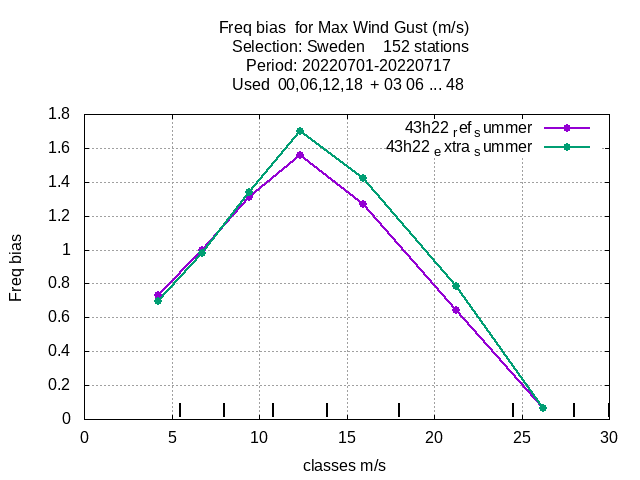 Freq bias  for Max Wind Gust (m/s)
Selection: Sweden    152 stations
Period: 20220701-20220717
Used  00,06,12,18  + 03 06 ... 48
43h22 ref summer
43h22 extra summer
Freq bias
1.8
1.6
1.4
1.2
1
0.8
0.6
0.4
0.2
0
0 5 10 15 20 25 30
classes m/s